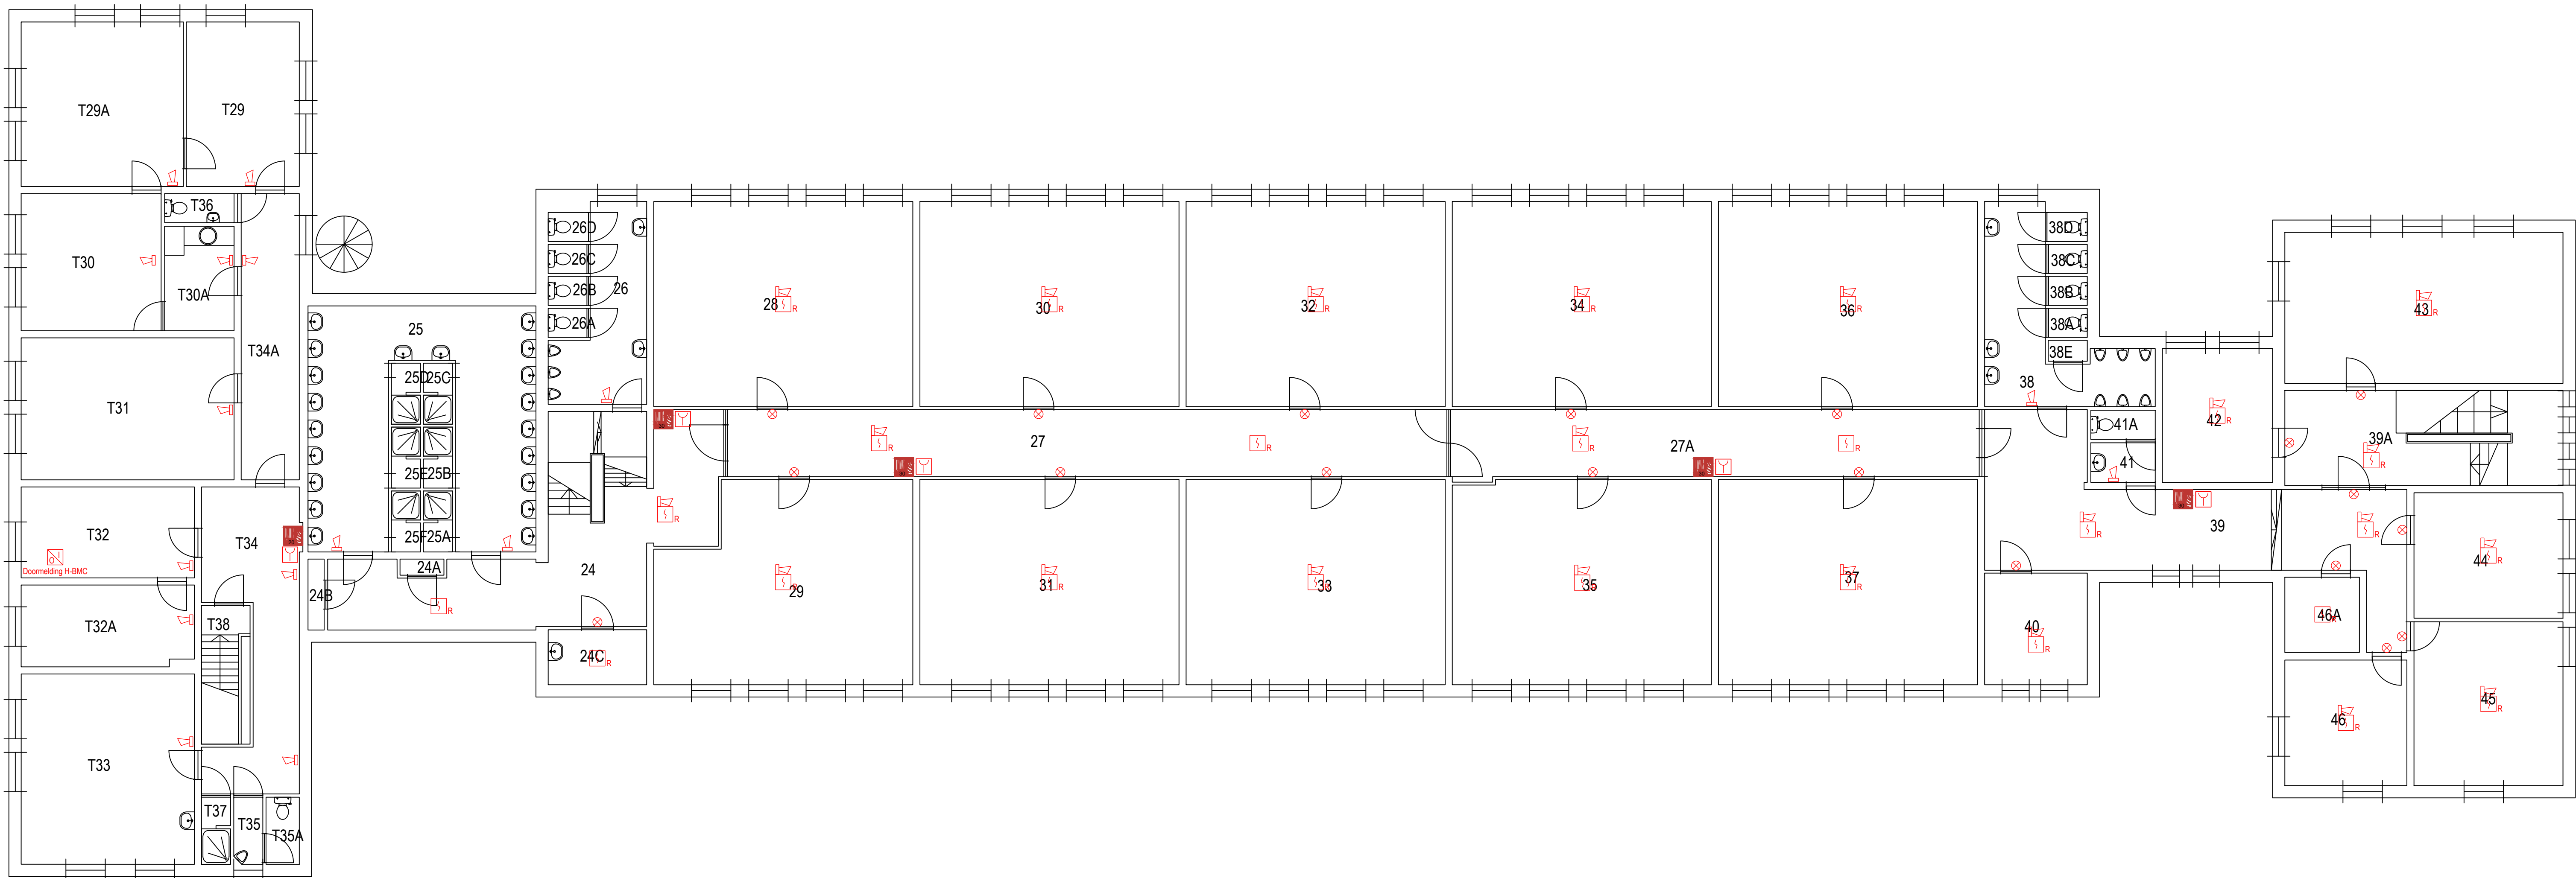 T29A
T29
T36
T30
T30A
T34A
T31
T32
Doormelding H-BMC
T34
T32A
T38
T33
T37
T35
T35A
25
25D
25C
25E
25B
25F
25A
24A
24B
24
24C
R
R
R
26D
26C
26B
26A
26
28
R
30
R
32
R
34
R
36
R
27
R
R
27A
R
R
29
R
31
R
33
R
35
R
37
R
38D
38C
38B
38A
38E
38
41A
41
42
R
39
R
R
40
R
43
R
39A
R
44
R
45
R
46A
R
46
R